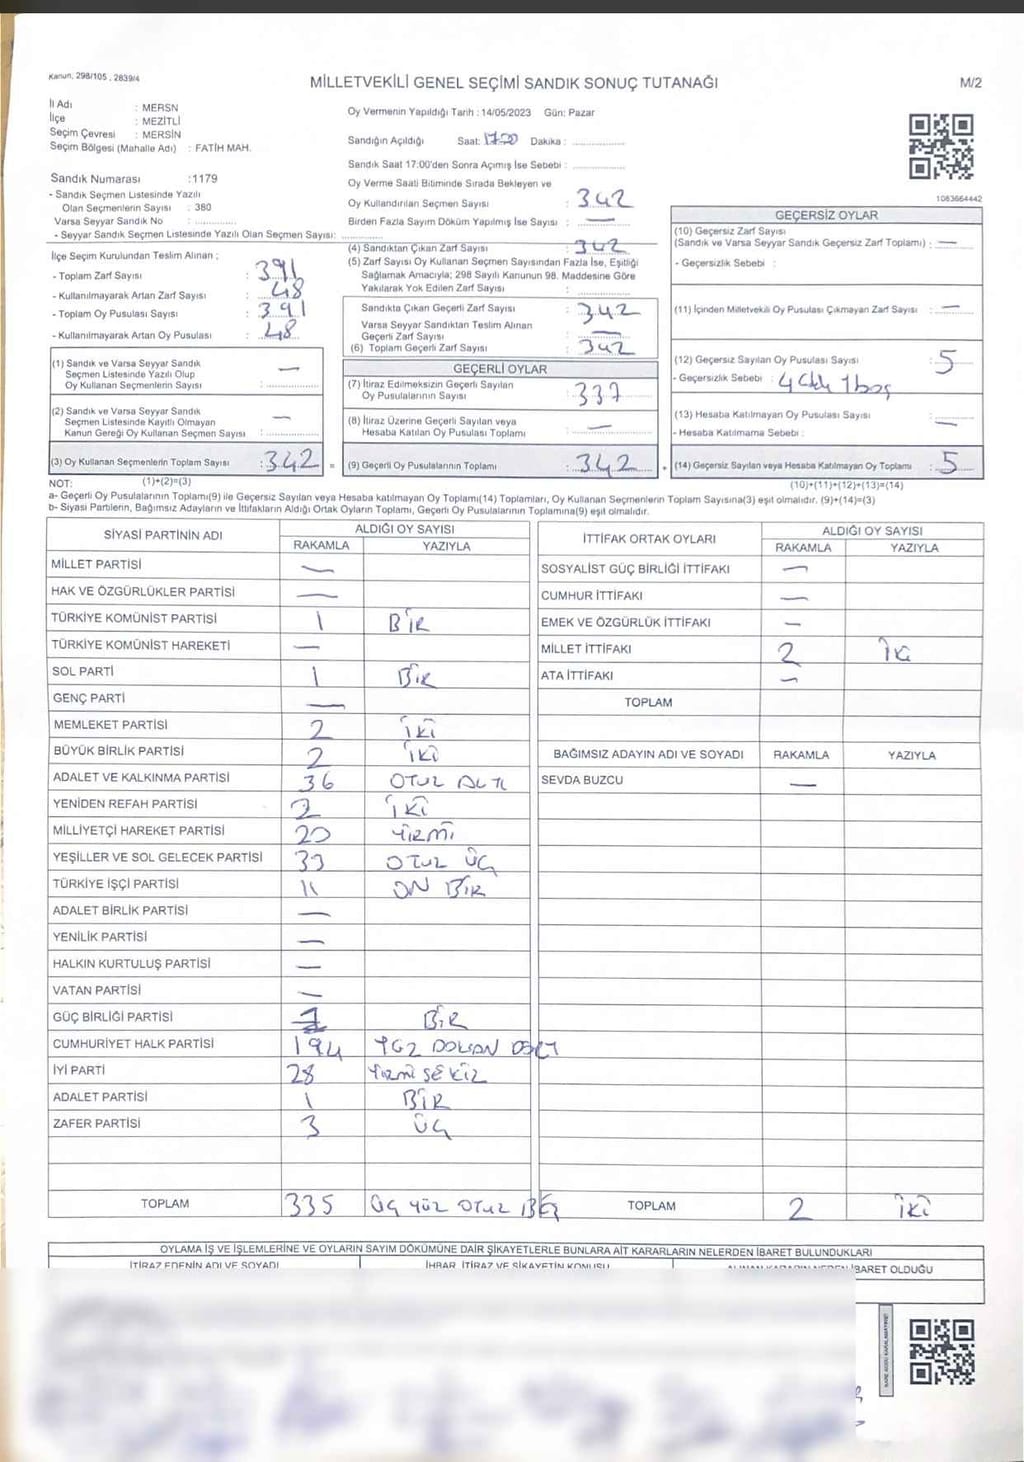 Kanun, 298/105 , 2839/4
MİLLETVEKİLİ GENEL SEÇİMİ SANDIK SONUÇ TUTANAĞI
M/2
İl Adı : MERSN
İlçe : MEZİTLİ
Seçim Çevresi : MERSİN
Seçim Bölgesi (Mahalle Adı) : FATİH MAH.
Sandık Numarası :1179
- Sandık Seçmen Listesinde Yazılı
Olan Seçmenlerin Sayısı : 380
Varsa Seyyar Sandık No :
- Seyyar Sandık Seçmen Listesinde Yazılı Olan Seçmen Sayısı:
Oy Vermenin Yapıldığı Tarih : 14/05/2023 Gün: Pazar
Sandığın Açıldığı Saat: 17:20 Dakika :
Sandık Saat 17:00'den Sonra Açımış İse Sebebi :
Oy Verme Saati Bitiminde Sırada Bekleyen ve
Oy Kullandırılan Seçmen Sayısı : 342
Birden Fazla Sayım Döküm Yapılmış İse Sayısı : —
1083664442
İlçe Seçim Kurulundan Teslim Alınan ;
- Toplam Zarf Sayısı : 391
- Kullanılmayarak Artan Zarf Sayısı : 48
- Toplam Oy Pusulası Sayısı : 391
- Kullanılmayarak Artan Oy Pusulası : 48
(1) Sandık ve Varsa Seyyar Sandık
Seçmen Listesinde Yazılı Olup
Oy Kullanan Seçmenlerin Sayısı : —
(2) Sandık ve Varsa Seyyar Sandık
Seçmen Listesinde Kayıtlı Olmayan
Kanun Gereği Oy Kullanan Seçmen Sayısı : —
(3) Oy Kullanan Seçmenlerin Toplam Sayısı : 342 =
(4) Sandıktan Çıkan Zarf Sayısı : 342
(5) Zarf Sayısı Oy Kullanan Seçmen Sayısından Fazla İse, Eşitliği
Sağlamak Amacıyla; 298 Sayılı Kanunun 98. Maddesine Göre
Yakılarak Yok Edilen Zarf Sayısı :
Sandıkta Çıkan Geçerli Zarf Sayısı : 342
Varsa Seyyar Sandıktan Teslim Alınan
Geçerli Zarf Sayısı : —
(6) Toplam Geçerli Zarf Sayısı : 342
GEÇERLİ OYLAR
(7) İtiraz Edilmeksizin Geçerli Sayılan
Oy Pusulalarının Sayısı : 337
(8) İtiraz Üzerine Geçerli Sayılan veya
Hesaba Katılan Oy Pusulası Toplamı : —
(9) Geçerli Oy Pusulalarının Toplamı : 342 +
GEÇERSİZ OYLAR
(10) Geçersiz Zarf Sayısı
(Sandık ve Varsa Seyyar Sandık Geçersiz Zarf Toplamı) : —
- Geçersizlik Sebebi :
(11) İçinden Milletvekili Oy Pusulası Çıkmayan Zarf Sayısı : —
(12) Geçersiz Sayılan Oy Pusulası Sayısı : 5
- Geçersizlik Sebebi : 4 1 boş
(13) Hesaba Katılmayan Oy Pusulası Sayısı : —
- Hesaba Katılmama Sebebi :
(14) Geçersiz Sayılan veya Hesaba Katılmayan Oy Toplamı : 5
NOT: (1)+(2)=(3)
(10)+(11)+(12)+(13)=(14)
a- Geçerli Oy Pusulalarının Toplamı(9) ile Geçersiz Sayılan veya Hesaba katılmayan Oy Toplamı(14) Toplamları, Oy Kullanan Seçmenlerin Toplam Sayısına(3) eşit olmalıdır. (9)+(14)=(3)
b- Siyasi Partilerin, Bağımsız Adayların ve İttifakların Aldığı Ortak Oyların Toplamı, Geçerli Oy Pusulalarının Toplamına(9) eşit olmalıdır.
SİYASİ PARTİNİN ADI ALDIĞI OY SAYISI
RAKAMLA YAZIYLA
MİLLET PARTİSİ —
HAK VE ÖZGÜRLÜKLER PARTİSİ —
TÜRKİYE KOMÜNİST PARTİSİ 1 BİR
TÜRKİYE KOMÜNİST HAREKETİ —
SOL PARTİ 1 BİR
GENÇ PARTİ —
MEMLEKET PARTİSİ 2 İKİ
BÜYÜK BİRLİK PARTİSİ 2 İKİ
ADALET VE KALKINMA PARTİSİ 36 OTUZ ALTI
YENİDEN REFAH PARTİSİ 2 İKİ
MİLLİYETÇİ HAREKET PARTİSİ 20 YİRMİ
YEŞİLLER VE SOL GELECEK PARTİSİ 33 OTUZ ÜÇ
TÜRKİYE İŞÇİ PARTİSİ 11 ON BİR
ADALET BİRLİK PARTİSİ —
YENİLİK PARTİSİ —
HALKIN KURTULUŞ PARTİSİ —
VATAN PARTİSİ —
GÜÇ BİRLİĞİ PARTİSİ 1 BİR
CUMHURİYET HALK PARTİSİ 194 YÜZ DOKSAN DÖRT
İYİ PARTİ 28 YİRMİ SEKİZ
ADALET PARTİSİ 1 BİR
ZAFER PARTİSİ 3 ÜÇ
TOPLAM 335 ÜÇ YÜZ OTUZ BEŞ
İTTİFAK ORTAK OYLARI ALDIĞI OY SAYISI
RAKAMLA YAZIYLA
SOSYALİST GÜÇ BİRLİĞİ İTTİFAKI —
CUMHUR İTTİFAKI —
EMEK VE ÖZGÜRLÜK İTTİFAKI —
MİLLET İTTİFAKI 2 İKİ
ATA İTTİFAKI —
TOPLAM
BAĞIMSIZ ADAYIN ADI VE SOYADI RAKAMLA YAZIYLA
SEVDA BUZCU —
TOPLAM 2 İKİ
OYLAMA İŞ VE İŞLEMLERİNE VE OYLARIN SAYIM DÖKÜMÜNE DAİR ŞİKAYETLERLE BUNLARA AİT KARARLARIN NELERDEN İBARET BULUNDUKLARI
İTİRAZ EDENİN ADI VE SOYADI İHBAR, İTİRAZ VE ŞİKAYETİN KONUSU İBARET OLDUĞU